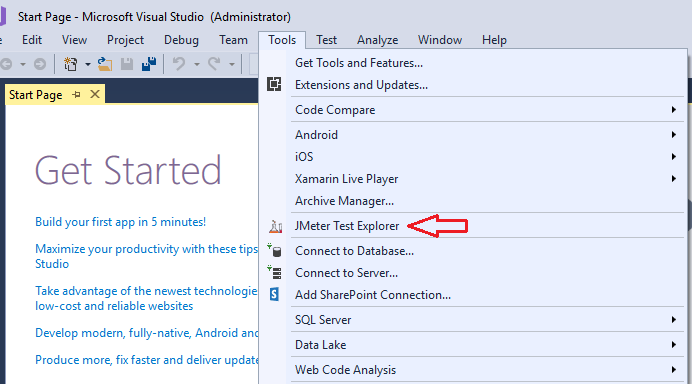 Start Page - Microsoft Visual Studio (Administrator)
Edit View Project Debug Team Tools Test Analyze Window Help
Start Page
Get Tools and Features...
Extensions and Updates...
Code Compare
Android
iOS
Xamarin Live Player
Archive Manager...
JMeter Test Explorer
Connect to Database...
Connect to Server...
Add SharePoint Connection...
SQL Server
Data Lake
Web Code Analysis
Get Started
Build your first app in 5 minutes!
Maximize your productivity with these tips
Studio
Take advantage of the newest technologie
low-cost and reliable websites
Develop modern, fully-native, Android an
Produce more, fix faster and deliver update